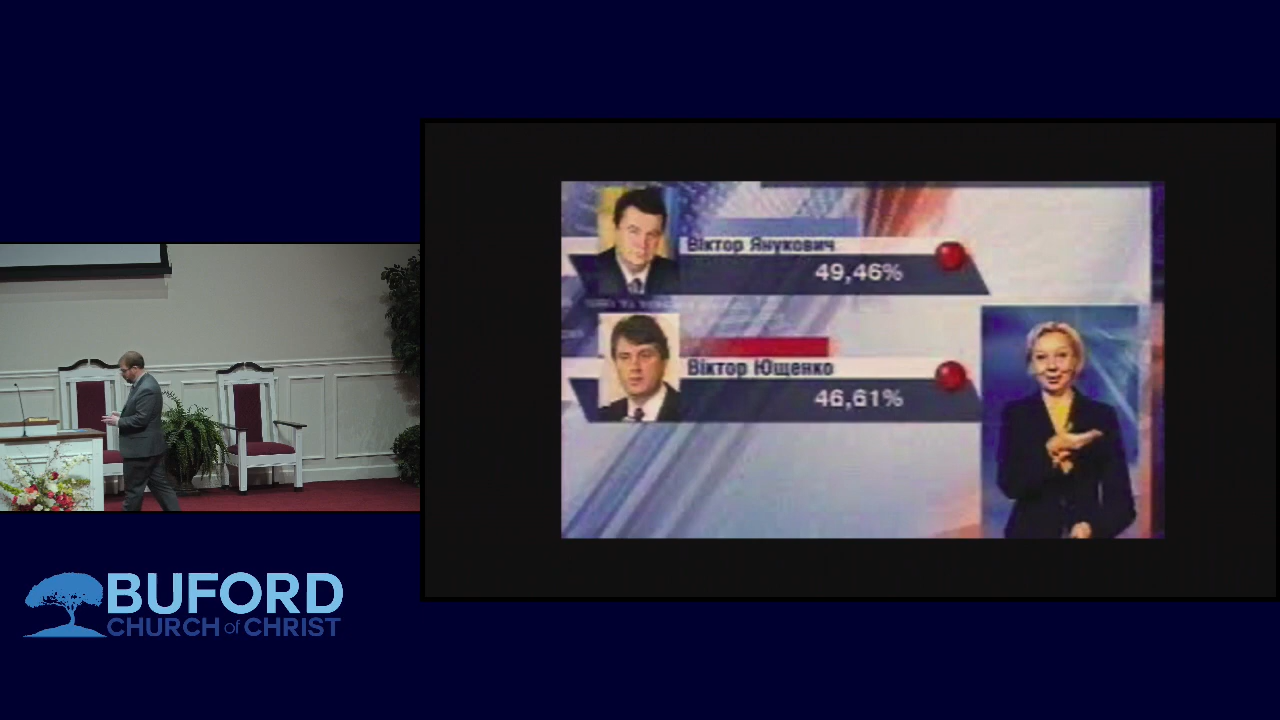 Віктор Янукович
49,46%
Віктор Ющенко
46,61%
BUFORD
CHURCH of CHRIST